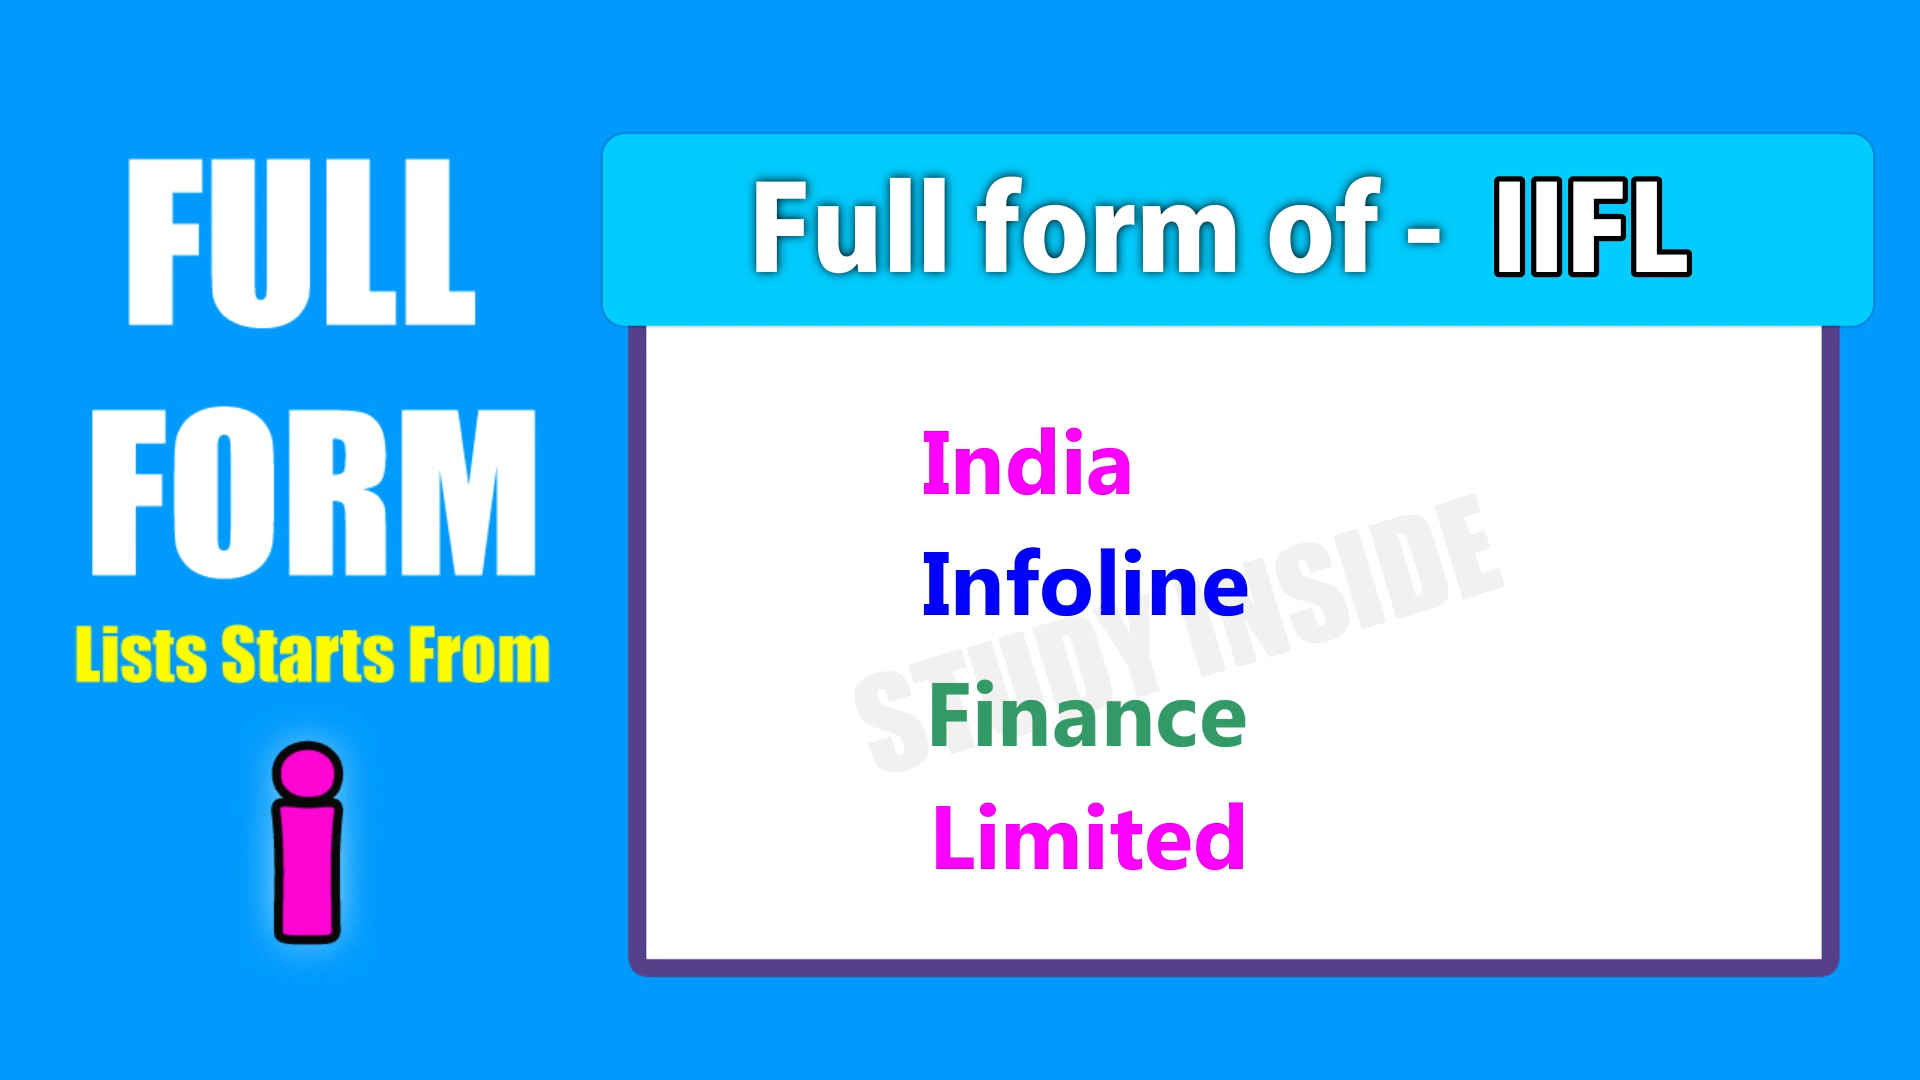 FULL
FORM
Lists Starts From
i
Full form of - IIFL
India
Infoline
Finance
Limited
STUDY INSIDE